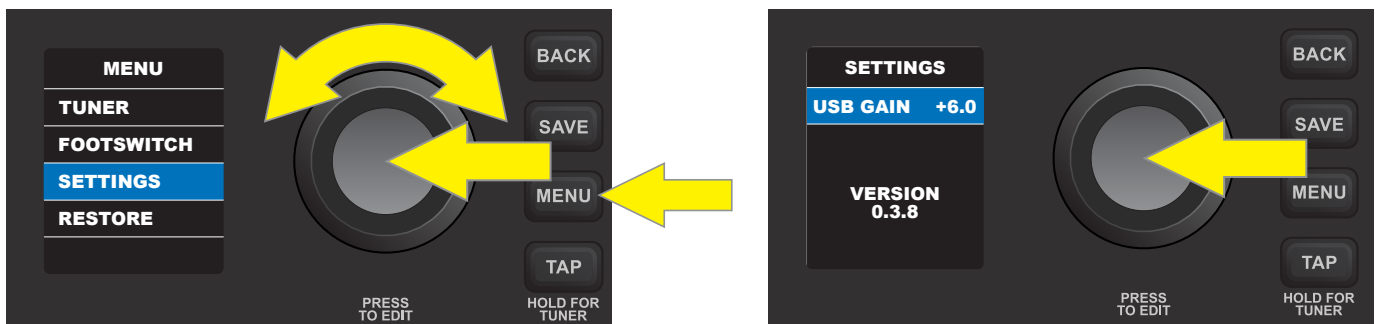 MENU
TUNER
FOOTSWITCH
SETTINGS
RESTORE
BACK
SAVE
MENU
TAP
PRESS
TO EDIT
HOLD FOR
TUNER
SETTINGS
USB GAIN +6.0
VERSION
0.3.8
BACK
SAVE
MENU
TAP
PRESS
TO EDIT
HOLD FOR
TUNER